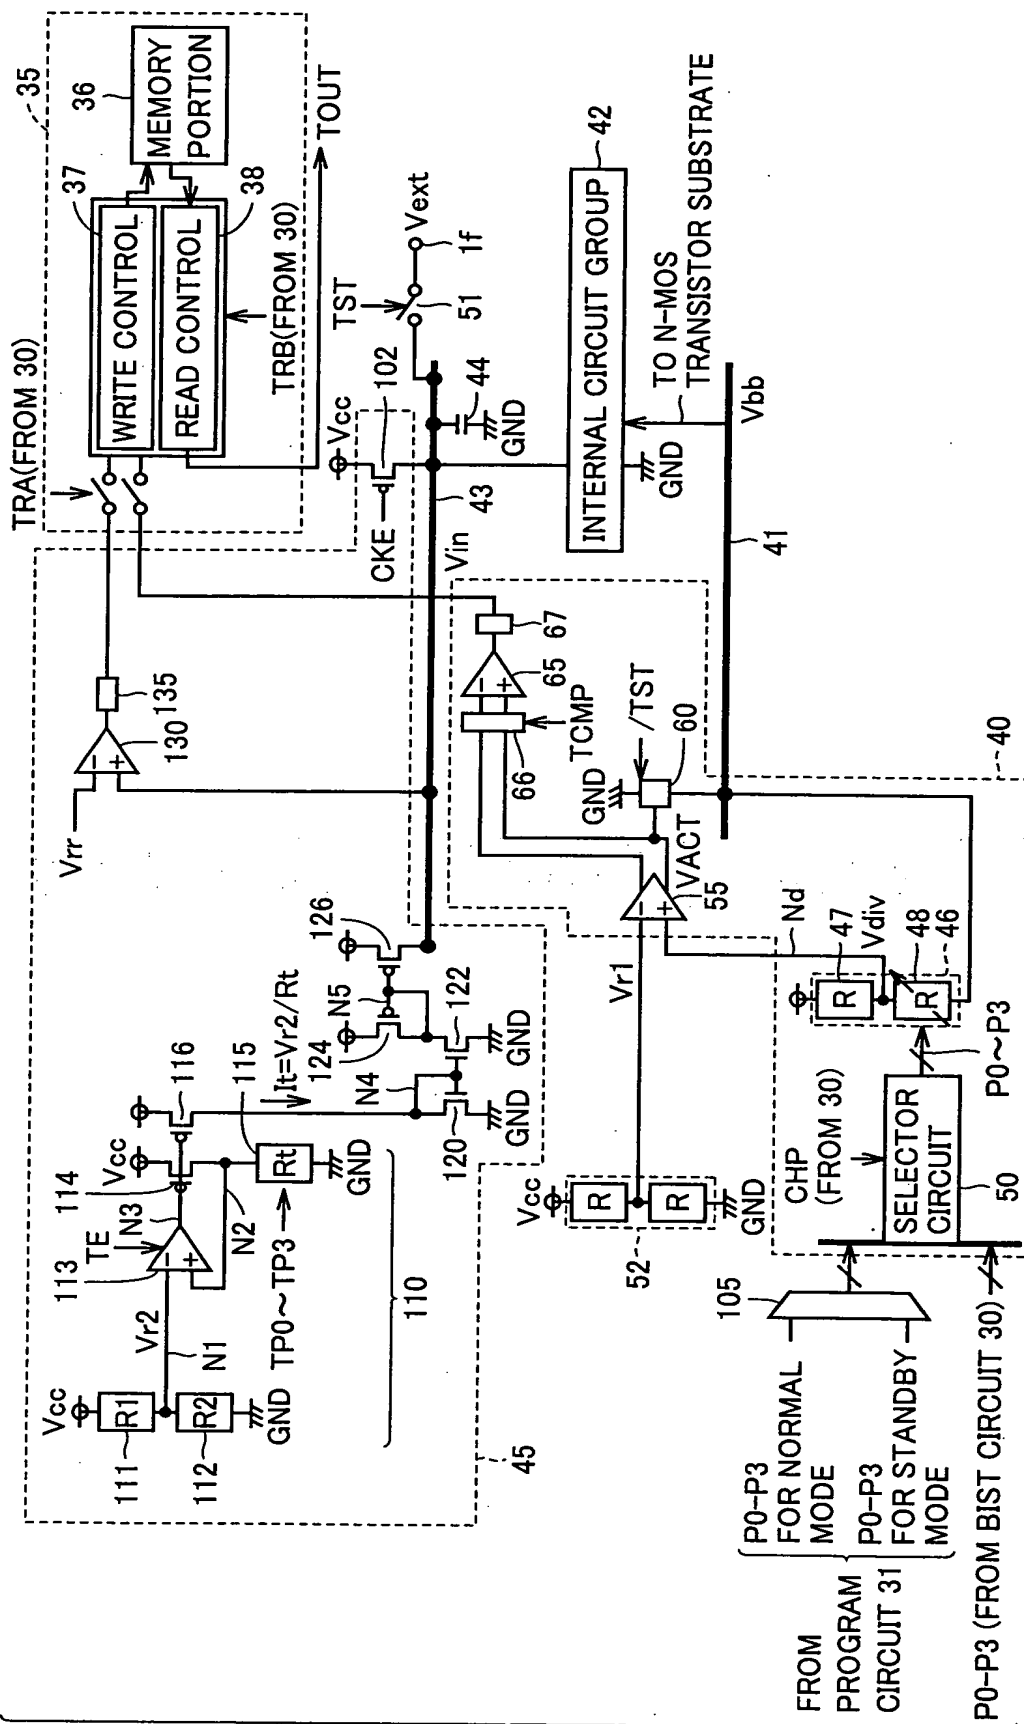 35
36
MEMORY
PORTION
37
WRITE CONTROL
38
READ CONTROL
TRA(FROM 30)
TRB(FROM 30)
TOUT
Vrr
130
135
Vcc
102
CKE
TST
51
1f
Vext
44
GND
43
Vin
42
INTERNAL CIRCUIT GROUP
GND
TO N-MOS
TRANSISTOR SUBSTRATE
Vbb
41
40
67
65
66
TCMP
/TST
GND
60
VACT
55
Vr1
Nd
Vdiv
47
R
48
R
46
P0~P3
CHP
(FROM 30)
SELECTOR
CIRCUIT
50
Vcc
R
R
52
GND
126
N5
124
122
GND
N4
120
GND
It=Vr2/Rt
116
115
Vcc
114
Rt
GND
N3
TE
N2
113
TP0~TP3
110
Vr2
N1
Vcc
R1
111
R2
112
GND
45
105
P0-P3
FOR NORMAL
MODE
P0-P3
FOR STANDBY
MODE
FROM
PROGRAM
CIRCUIT 31
P0-P3 (FROM BIST CIRCUIT 30)